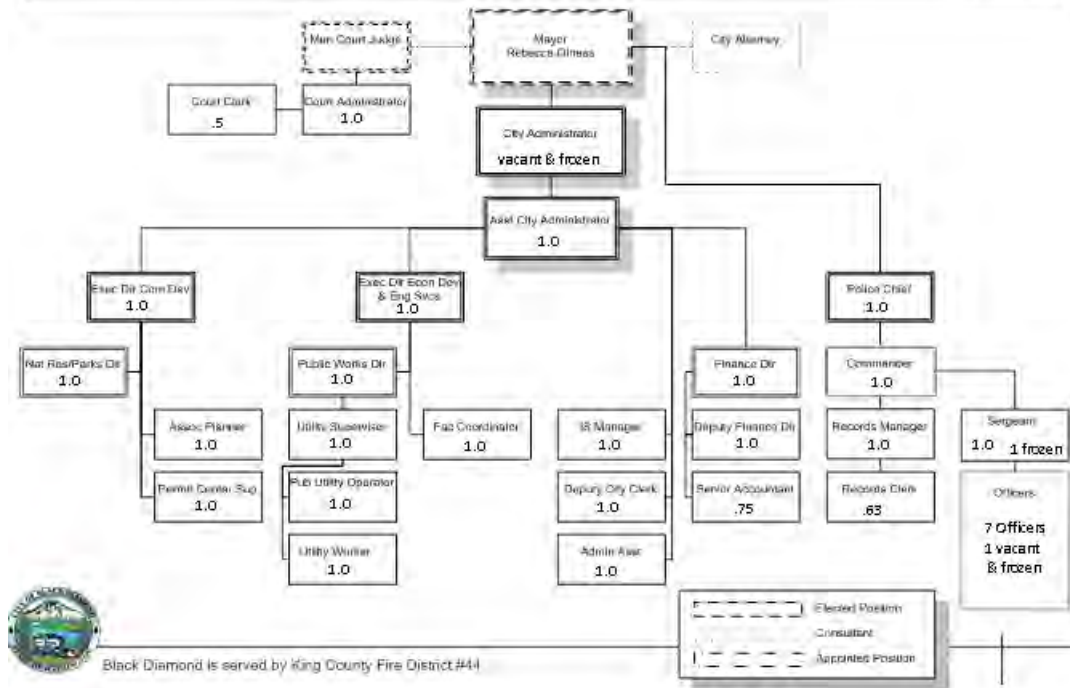 Mun Court Judge
Mayor
Rebecca Olness
City Attorney
Court Clerk
.5
Court Administrator
1.0
City Administrator
vacant & frozen
Asst City Administrator
1.0
Exec Dir Com Dev
1.0
Exec Dir Econ Dev
& Eng Svcs
1.0
Police Chief
1.0
Nat Res/Parks Dir
1.0
Public Works Dir
1.0
Finance Dir
1.0
Commander
1.0
Assoc Planner
1.0
Utility Supervisor
1.0
Fac Coordinator
1.0
IS Manager
1.0
Deputy Finance Dir
1.0
Records Manager
1.0
Sergeant
1.0 1 frozen
Permit Center Sup
1.0
Pub Utility Operator
1.0
Deputy City Clerk
1.0
Senior Accountant
.75
Records Clerk
.63
Officers
7 Officers
1 vacant
& frozen
Utility Worker
1.0
Admin Asst
1.0
Elected Position
Consultant
Appointed Position
Black Diamond is served by King County Fire District #44